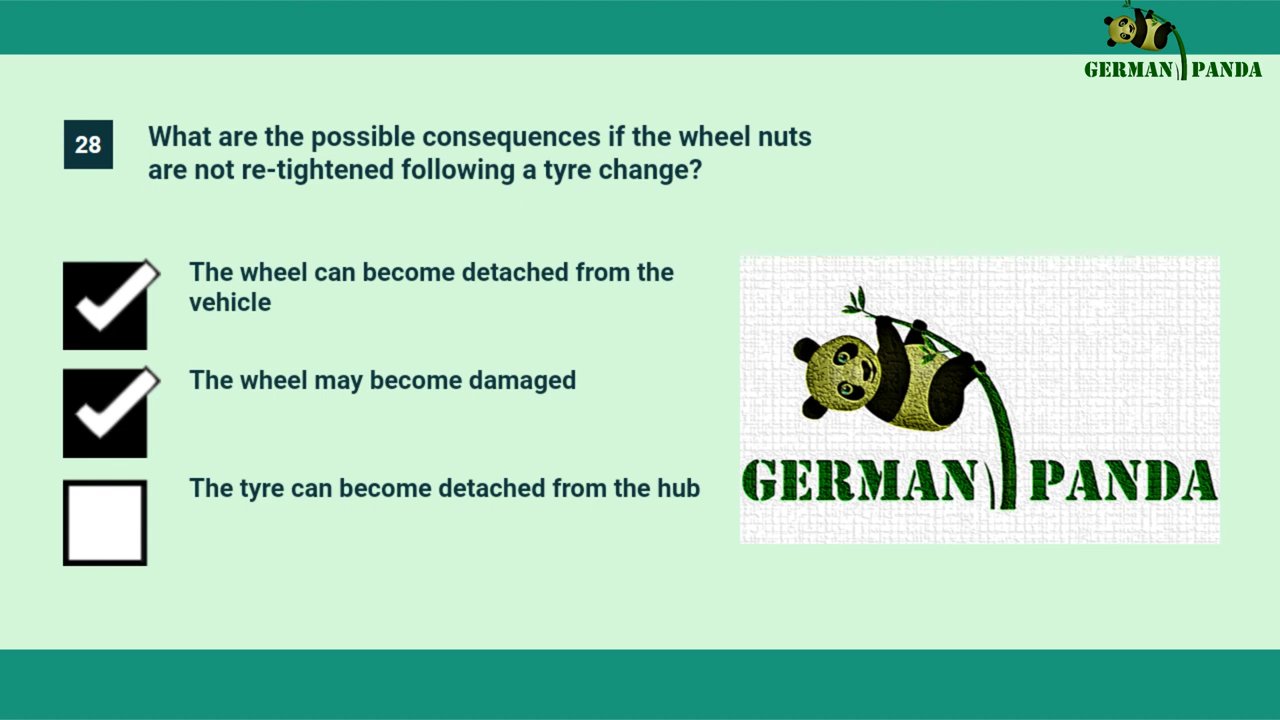 GERMAN PANDA
28
What are the possible consequences if the wheel nuts
are not re-tightened following a tyre change?
The wheel can become detached from the
vehicle
The wheel may become damaged
The tyre can become detached from the hub
GERMAN PANDA